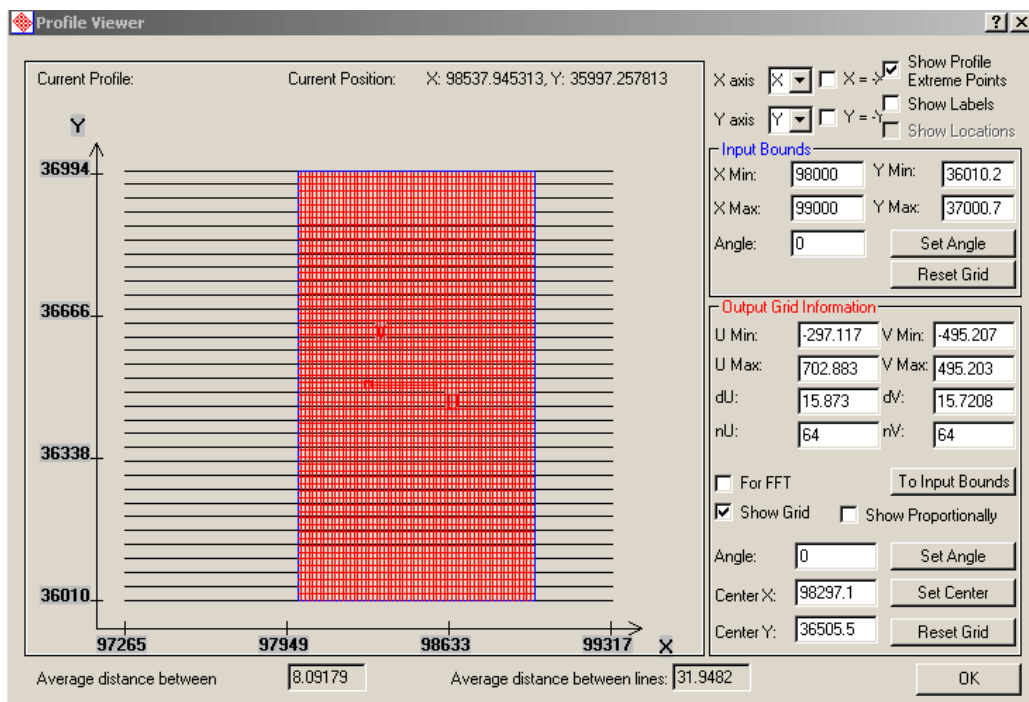 Profile Viewer
Current Profile: Current Position: X: 98537.945313, Y: 35997.257813
Y
36994
36666
36338
36010
97265 97949 98633 99317 X
V
U
Average distance between 8.09179 Average distance between lines: 31.9482
X axis X X = -X
Y axis Y Y = -Y
Show Profile
Extreme Points
Show Labels
Show Locations
Input Bounds
X Min: 98000 Y Min: 36010.2
X Max: 99000 Y Max: 37000.7
Angle: 0 Set Angle
Reset Grid
Output Grid Information
U Min: -297.117 V Min: -495.207
U Max: 702.883 V Max: 495.203
dU: 15.873 dV: 15.7208
nU: 64 nV: 64
For FFT To Input Bounds
Show Grid Show Proportionally
Angle: 0 Set Angle
Center X: 98297.1 Set Center
Center Y: 36505.5 Reset Grid
OK